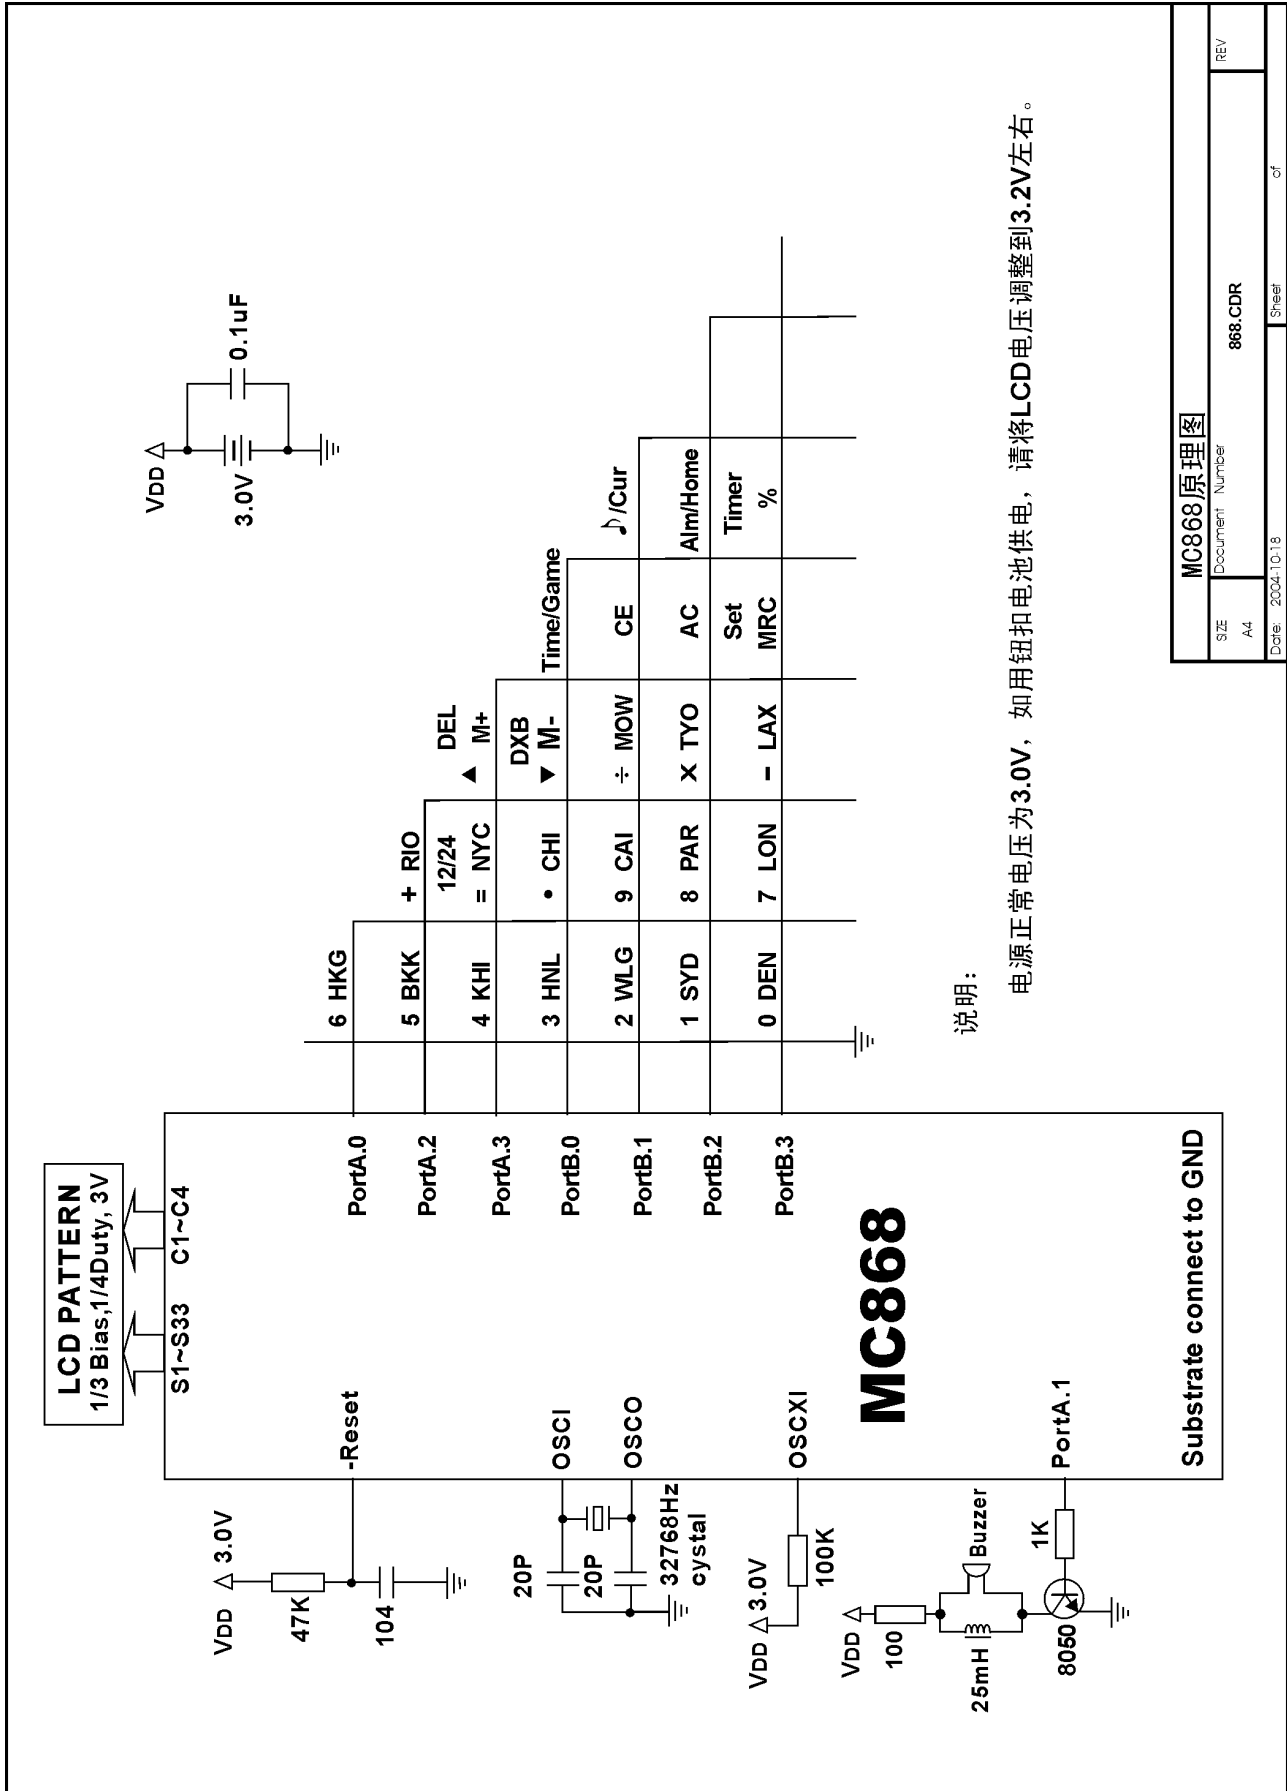 LCD PATTERN
1/3 Bias,1/4Duty, 3V
S1~S33
C1~C4
VDD
3.0V
47K
104
-Reset
20P
20P
OSCI
OSCO
32768Hz
cystal
VDD
3.0V
100K
OSCXI
VDD
100
25mH
Buzzer
1K
8050
PortA.1
MC868
Substrate connect to GND
PortA.0
PortA.2
PortA.3
PortB.0
PortB.1
PortB.2
PortB.3
VDD
3.0V
0.1uF
6 HKG
5 BKK
+ RIO
4 KHI
12/24
= NYC
DEL
▲ M+
3 HNL
• CHI
DXB
▼ M-
Time/Game
2 WLG
9 CAI
÷ MOW
CE
♪/Cur
1 SYD
8 PAR
X TYO
AC
Alm/Home
0 DEN
7 LON
− LAX
Set
MRC
Timer
%
说明：
电源正常电压为3.0V，如用钮扣电池供电，请将LCD电压调整到3.2V左右。
MC868原理图
SIZE
A4
Document Number
868.CDR
REV
Date: 2004-10-18
Sheet of